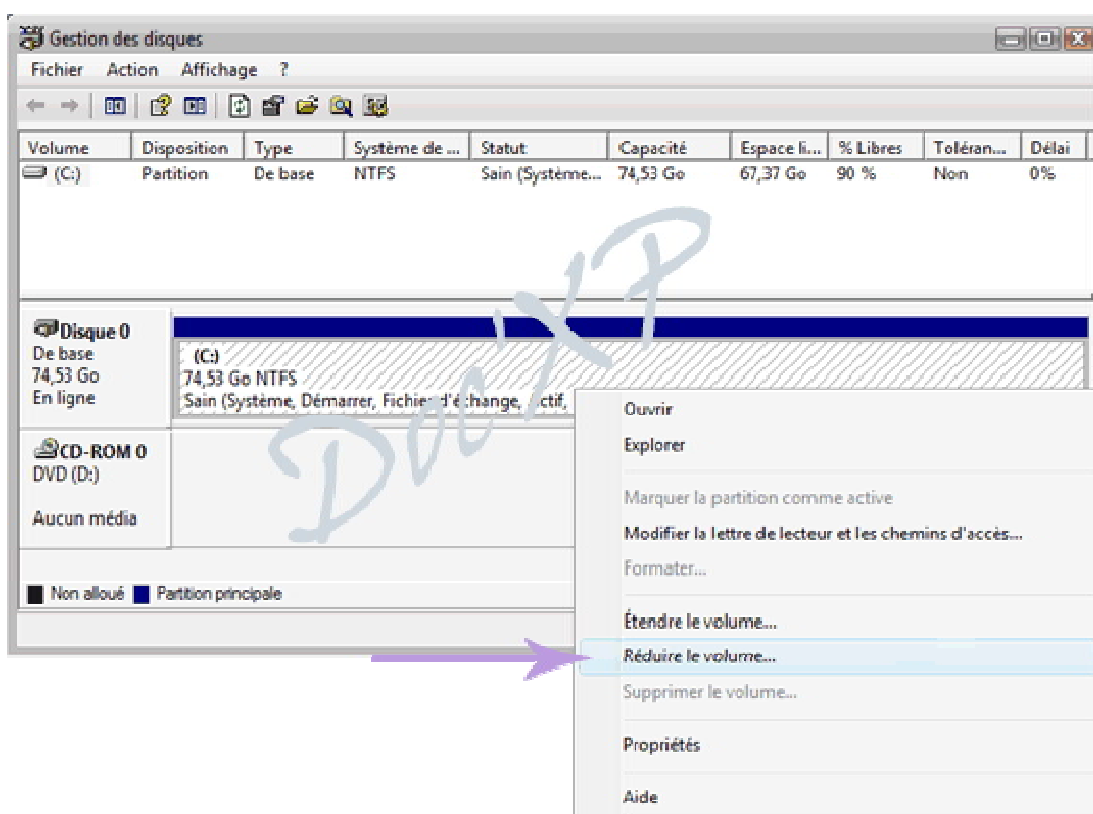 Gestion des disques
Fichier Action Affichage ?
Volume Disposition Type Système de ... Statut Capacité Espace li... % Libres Tolléran... Délai
(C:) Partition De base NTFS Sain (Système... 74,53 Go 67,37 Go 90 % Non 0%
Disque 0
De base
74,53 Go
En ligne
(C:)
74,53 Go NTFS
Sain (Système, Démarrer, Fichier d'échange, Actif,
CD-ROM 0
DVD (D:)
Aucun média
Non alloué Partition principale
Ouvrir
Explorer
Marquer la partition comme active
Modifier la lettre de lecteur et les chemins d'accès...
Formater...
Étendre le volume...
Réduire le volume...
Supprimer le volume...
Propriétés
Aide
Doc'XP